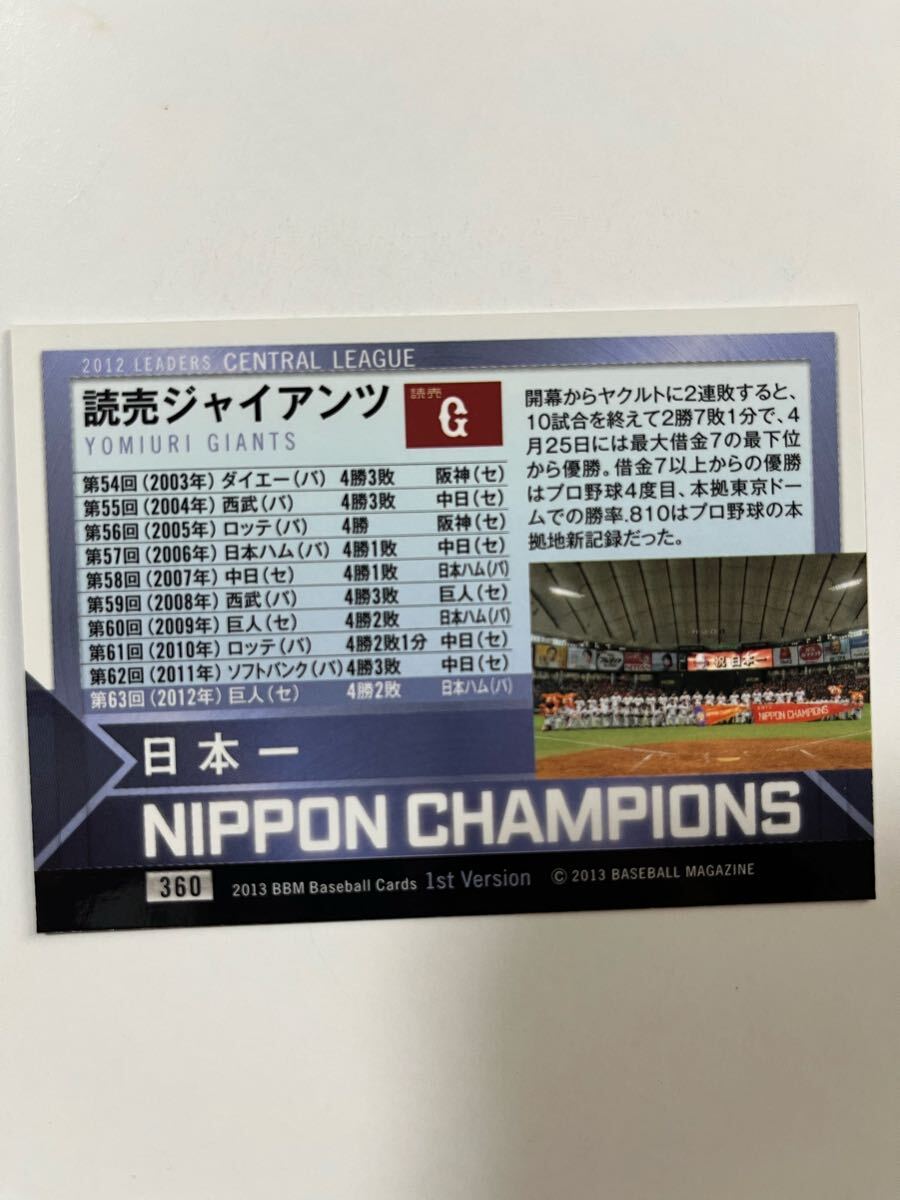 2012 LEADERS CENTRAL LEAGUE
読売ジャイアンツ
YOMIURI GIANTS
読売
G
第54回(2003年) ダイエー(パ) 4勝3敗 阪神(セ)
第55回(2004年) 西武(パ) 4勝3敗 中日(セ)
第56回(2005年) ロッテ(パ) 4勝 阪神(セ)
第57回(2006年) 日本ハム(パ) 4勝1敗 中日(セ)
第58回(2007年) 中日(セ) 4勝1敗 日本ハム(パ)
第59回(2008年) 西武(パ) 4勝3敗 巨人(セ)
第60回(2009年) 巨人(セ) 4勝2敗 日本ハム(パ)
第61回(2010年) ロッテ(パ) 4勝2敗1分 中日(セ)
第62回(2011年) ソフトバンク(パ) 4勝3敗 中日(セ)
第63回(2012年) 巨人(セ) 4勝2敗 日本ハム(パ)
開幕からヤクルトに2連敗すると、
10試合を終えて2勝7敗1分で、4
月25日には最大借金7の最下位
から優勝。借金7以上からの優勝
はプロ野球4度目、本拠東京ドー
ムでの勝率.810はプロ野球の本
拠地新記録だった。
祝 日本一
NIPPON CHAMPIONS
日本一
NIPPON CHAMPIONS
360
2013 BBM Baseball Cards 1st Version © 2013 BASEBALL MAGAZINE